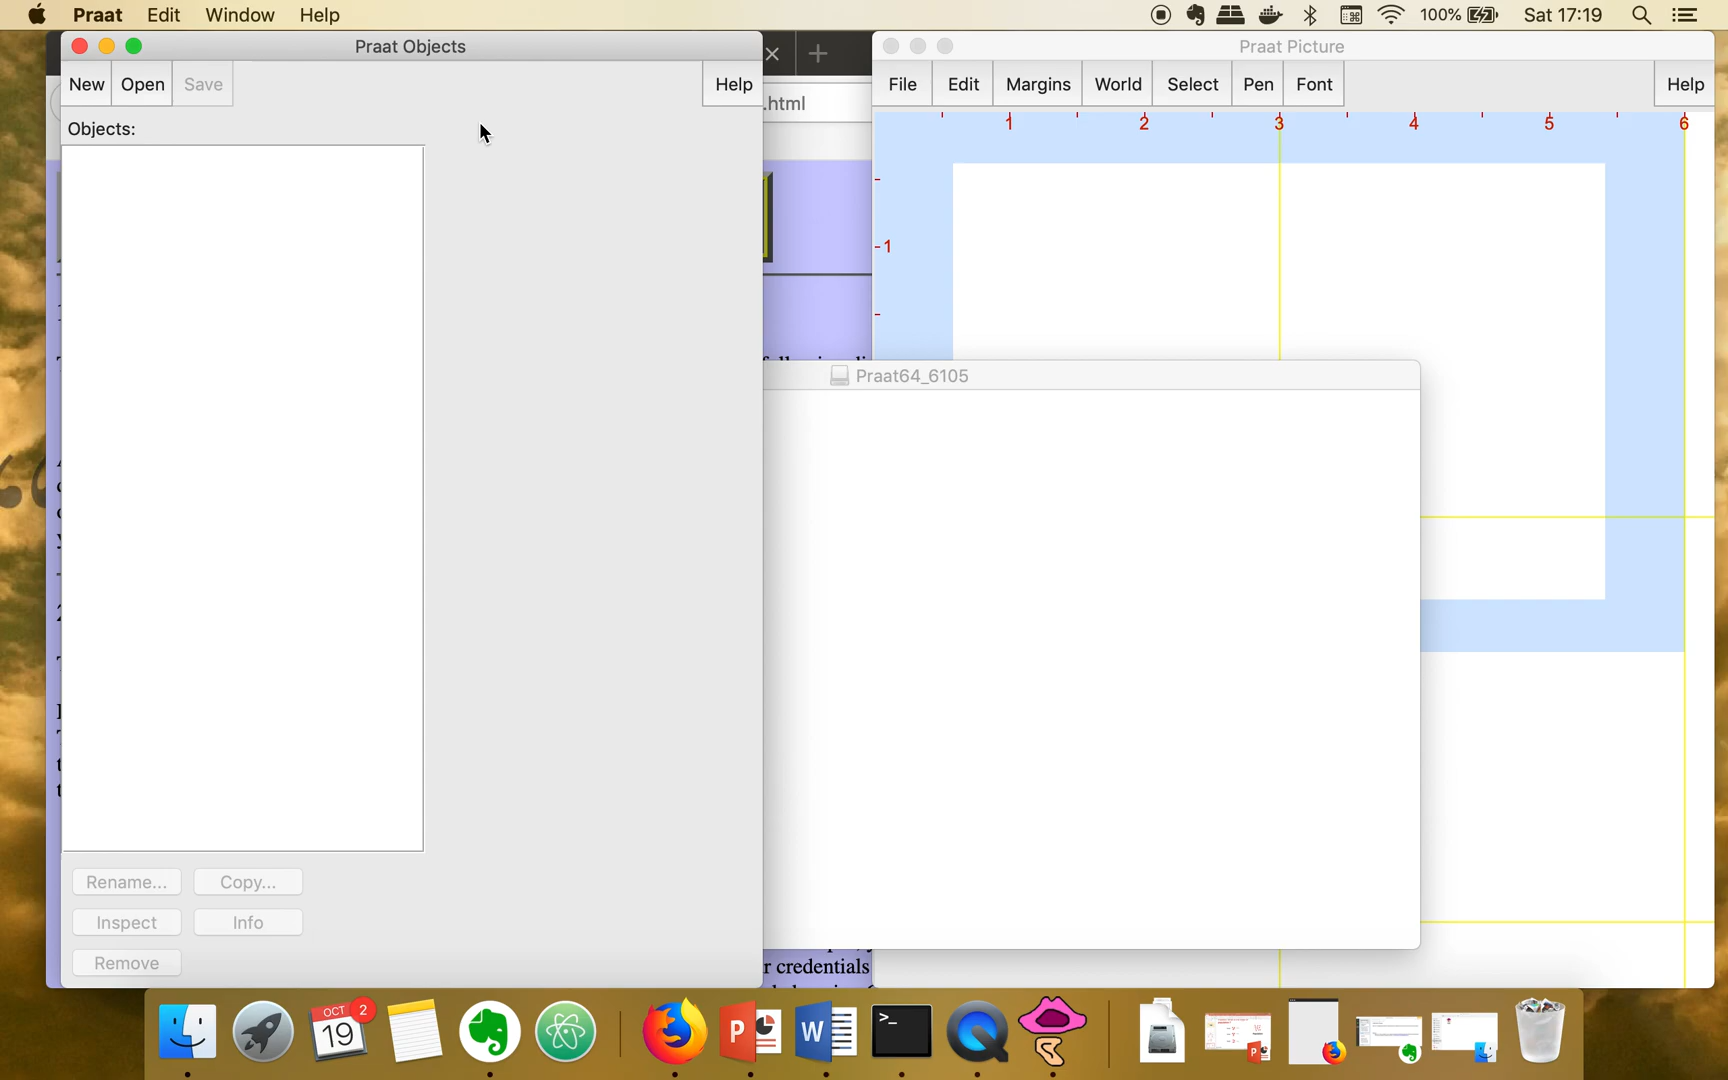 Praat Edit Window Help
100% Sat 17:19
Praat Objects
Praat Picture
New Open Save Help
File Edit Margins World Select Pen Font Help
.html
Objects:
1 2 3 4 5 6
1
Praat64_6105
Rename... Copy...
Inspect Info
Remove
r credentials
OCT 2
19
P W >_
P